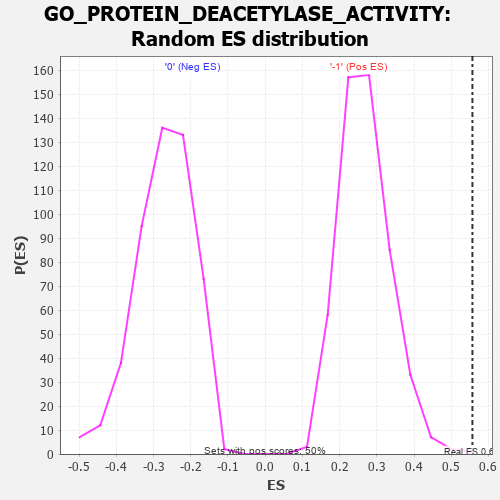 GO_PROTEIN_DEACETYLASE_ACTIVITY:
Random ES distribution
'0' (Neg ES)
'-1' (Pos ES)
160
150
140
130
120
110
100
90
80
70
60
50
40
30
20
10
0
P(ES)
Sets with pos scores: 50%
Real ES 0.6
-0.5 -0.4 -0.3 -0.2 -0.1 0.0 0.1 0.2 0.3 0.4 0.5 0.6
ES